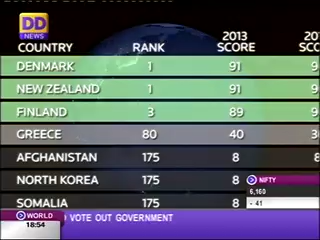 DD
NEWS
2013
COUNTRY RANK SCORE
DENMARK 1 91
NEW ZEALAND 1 91
FINLAND 3 89
GREECE 80 40
AFGHANISTAN 175 8
NORTH KOREA 175 8
NIFTY
6,160
- 41
SOMALIA 175 8
WORLD VOTE OUT GOVERNMENT
18:54